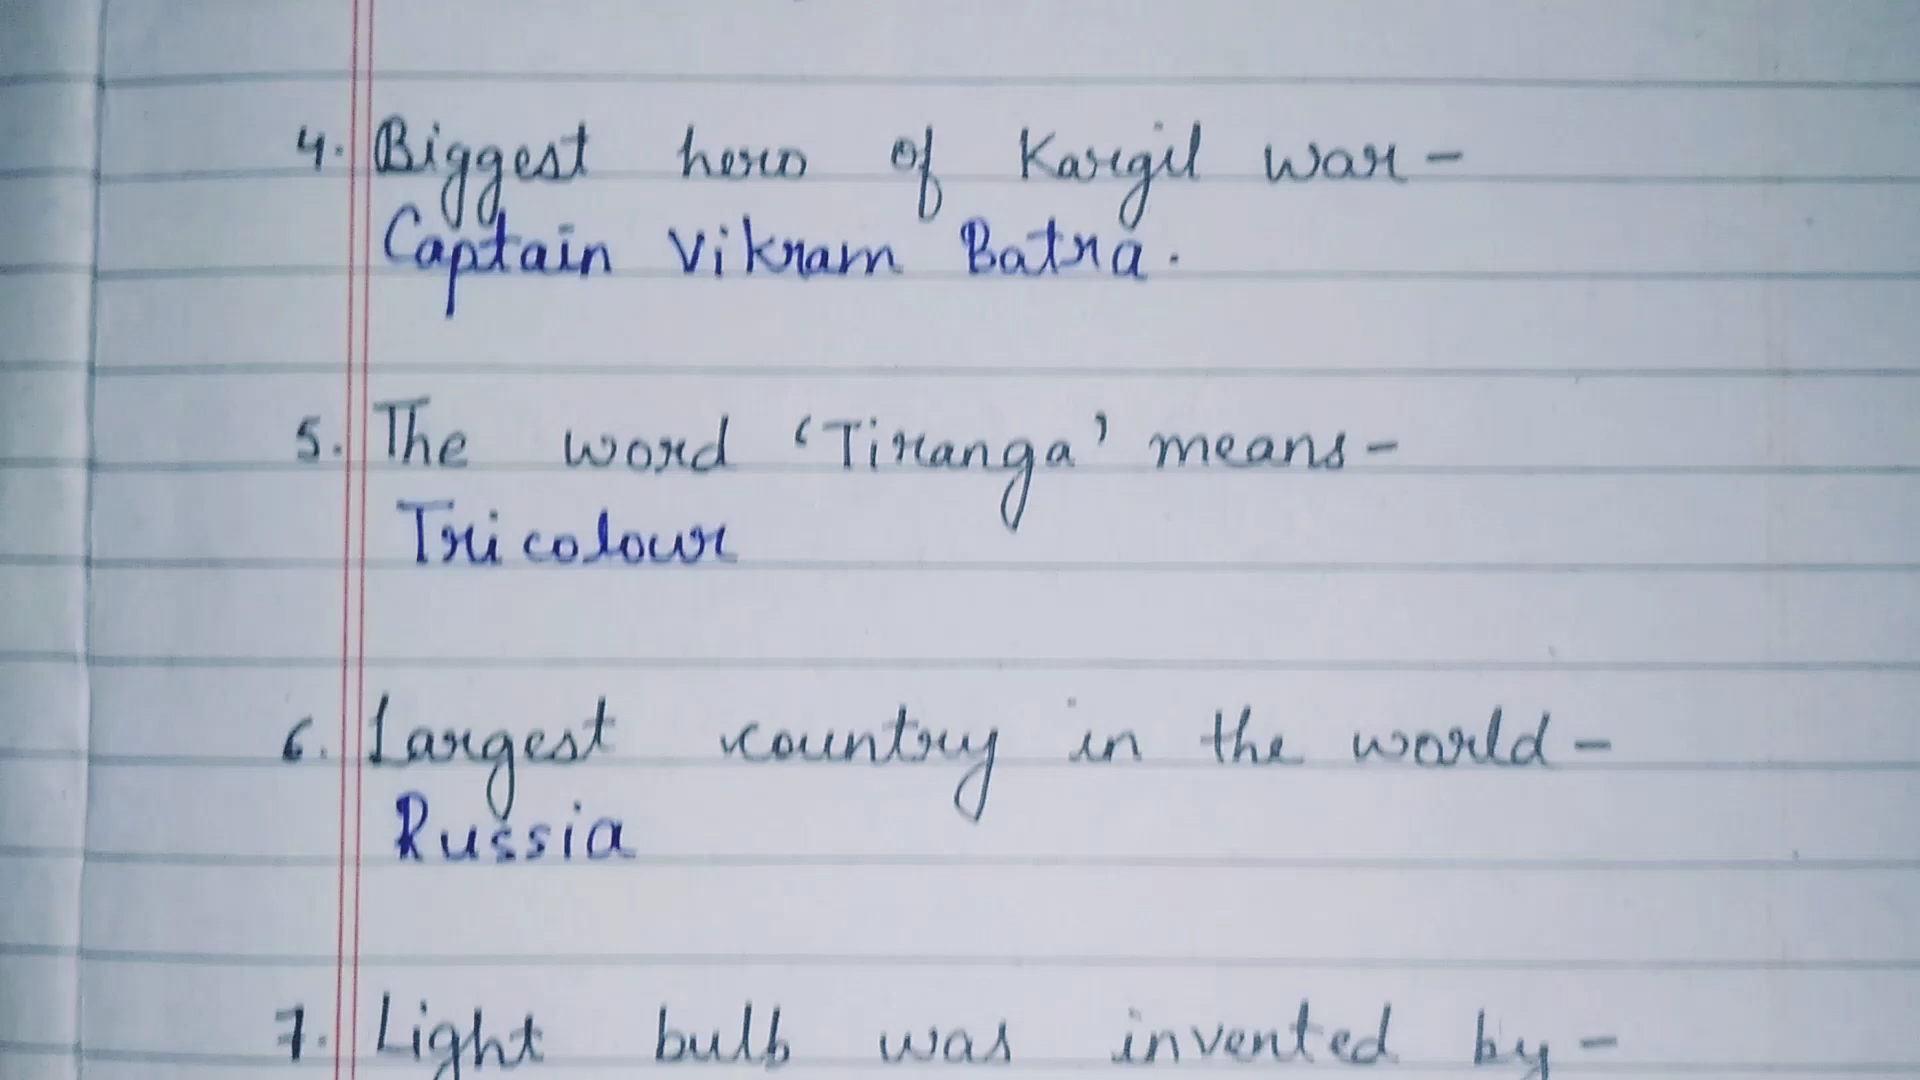 4. Biggest hero of Kargil war -
Captain Vikram Batra.
5. The word 'Tiranga' means -
Tricolour
6. Largest country in the world -
Russia
7. Light bulb was invented by -